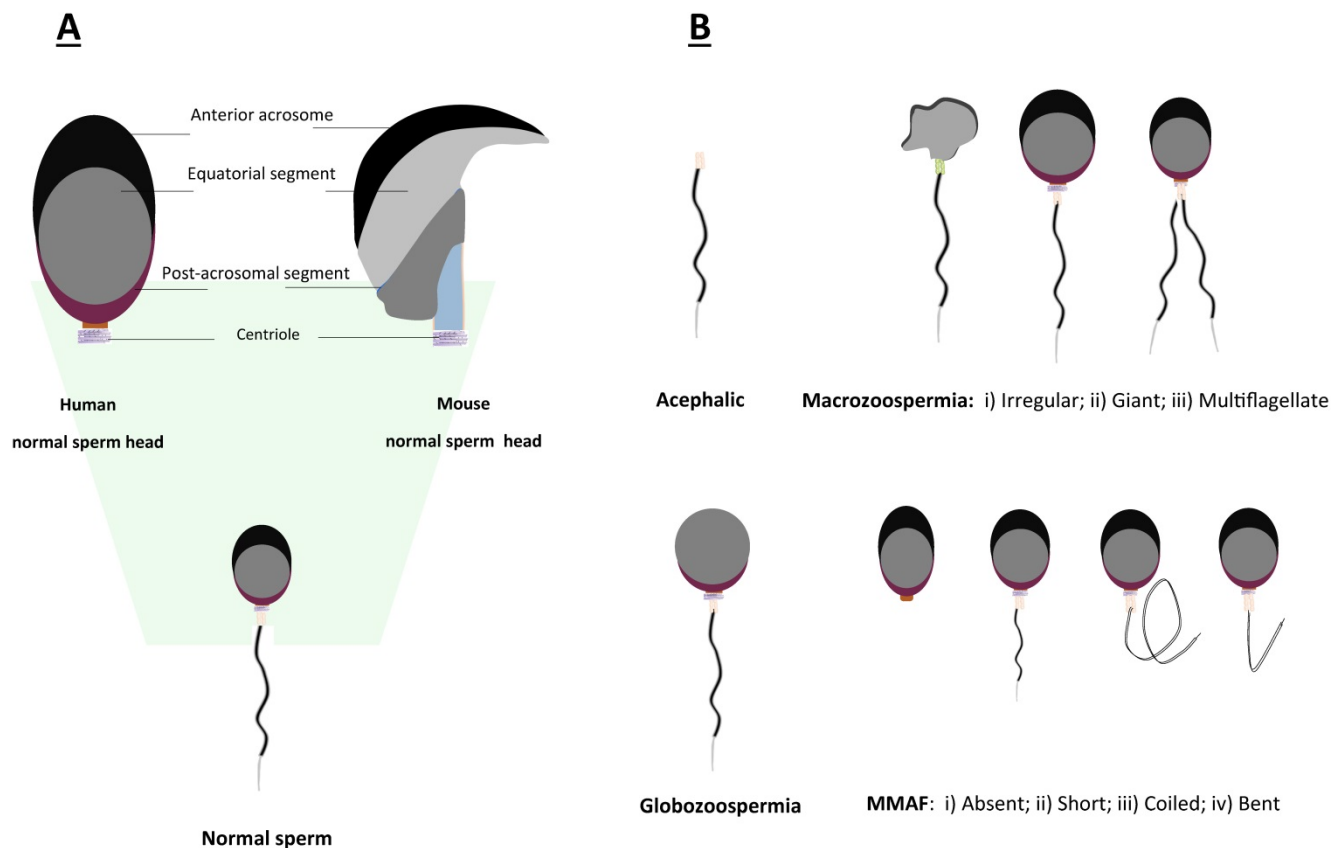 A
Anterior acrosome
Equatorial segment
Post-acrosomal segment
Centriole
Human
normal sperm head
Mouse
normal sperm head
Normal sperm
B
Acephalic
Macrozoospermia: i) Irregular; ii) Giant; iii) Multiflagellate
Globozoospermia
MMAF: i) Absent; ii) Short; iii) Coiled; iv) Bent